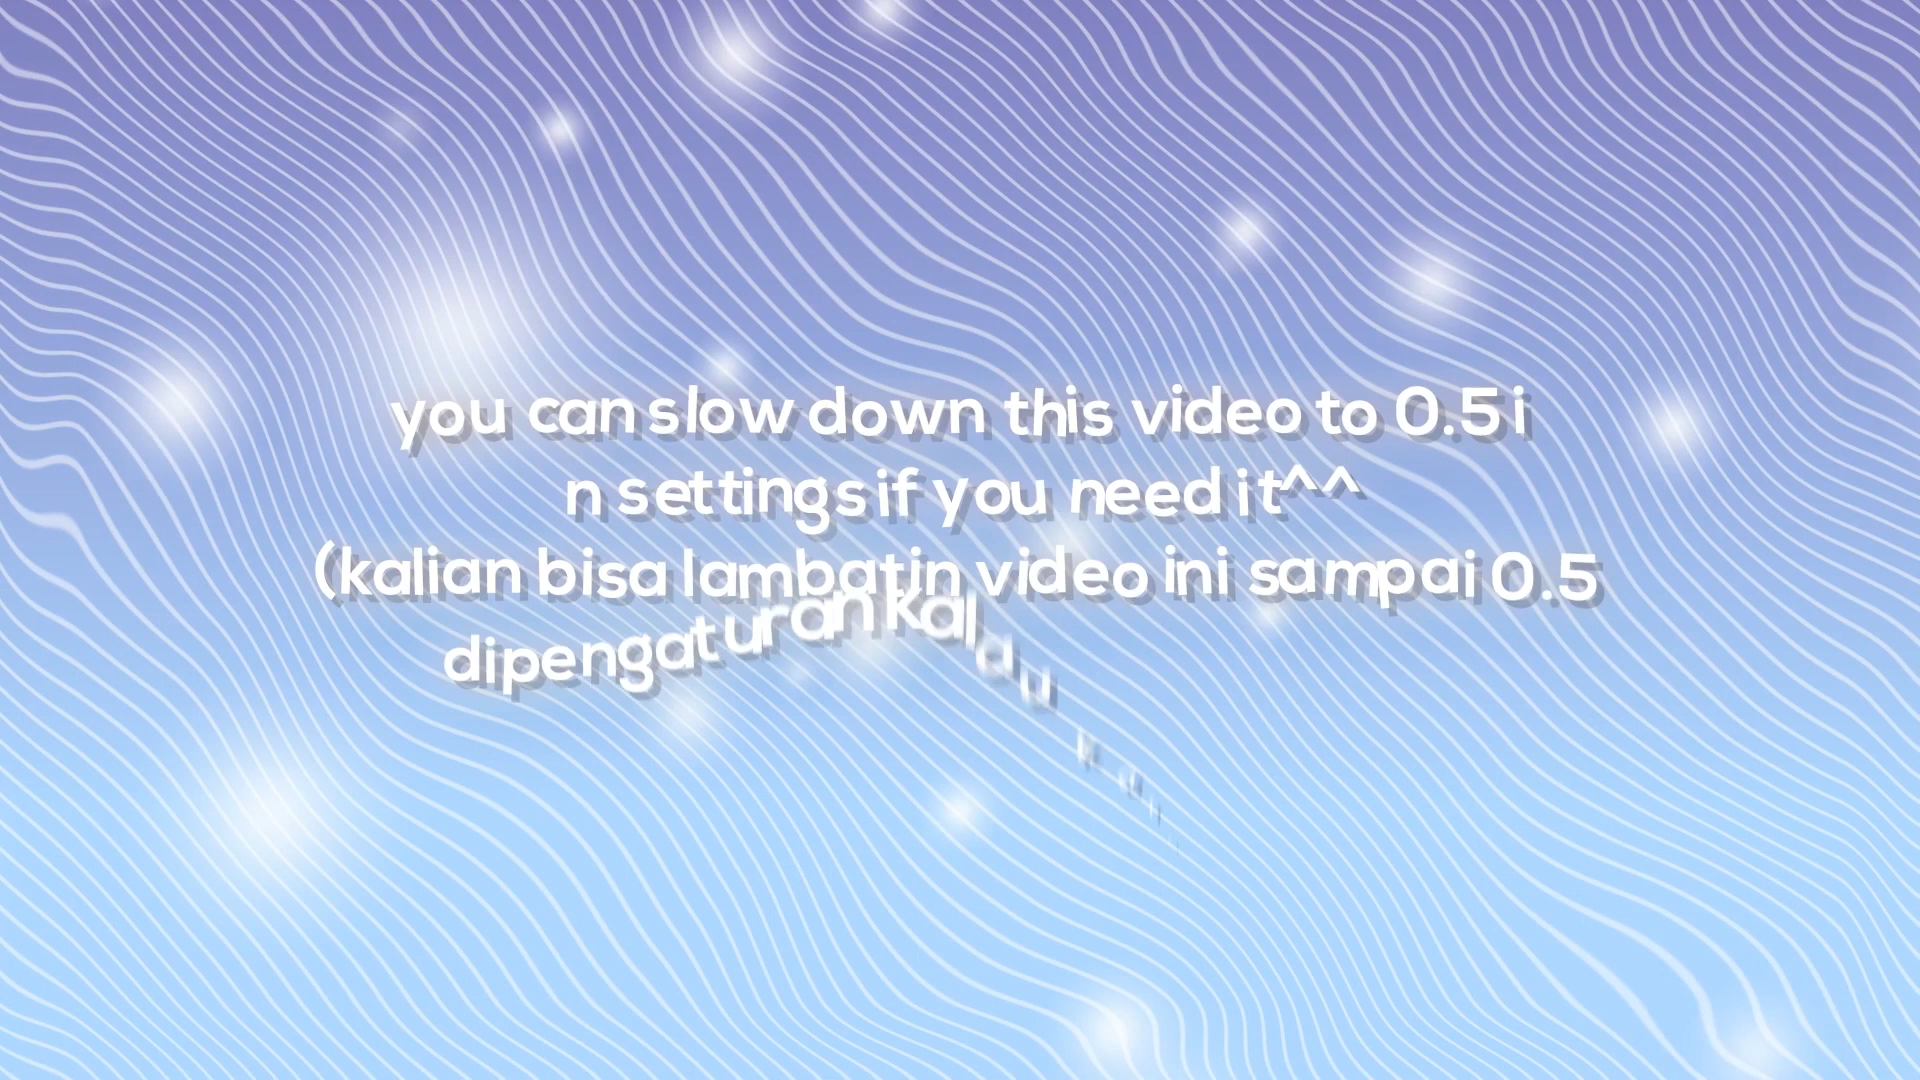 you can slow down this video to 0.5 i
n settings if you need it^^
(kalian bisa lambatin video ini sampai 0.5
dipengaturan kalau